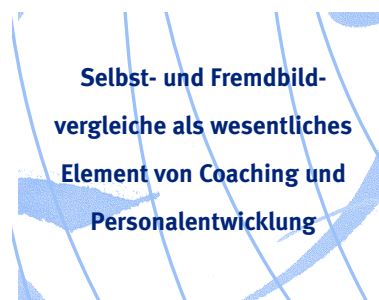 Selbst- und Fremdbild-
vergleiche als wesentliches
Element von Coaching und
Personalentwicklung